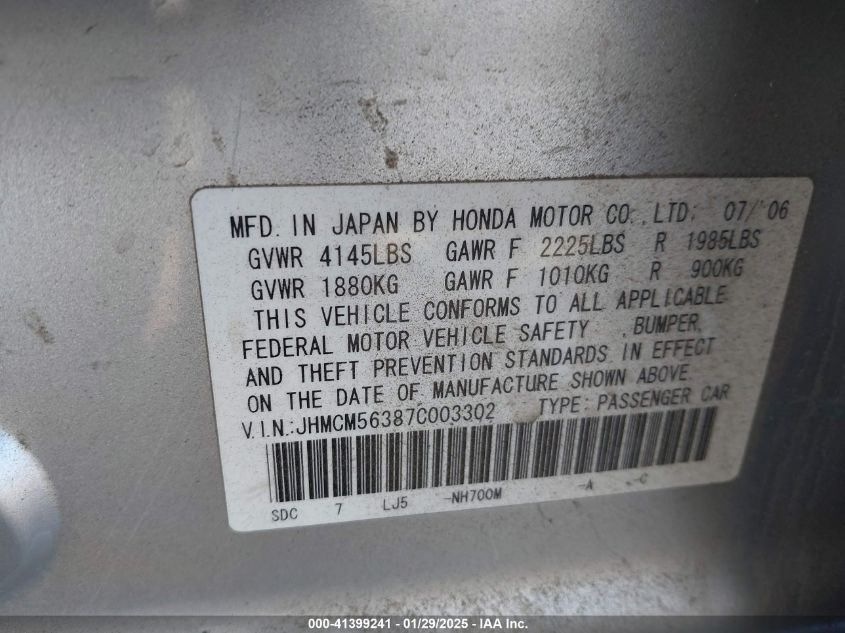 MFD. IN JAPAN BY HONDA MOTOR CO.,LTD. 07/'06
GVWR 4145LBS GAWR F 2225LBS R 1985LBS
GVWR 1880KG GAWR F 1010KG R 900KG
THIS VEHICLE CONFORMS TO ALL APPLICABLE
FEDERAL MOTOR VEHICLE SAFETY ,BUMPER,
AND THEFT PREVENTION STANDARDS IN EFFECT
ON THE DATE OF MANUFACTURE SHOWN ABOVE
V.I.N.:JHMCM56387C003302 TYPE: PASSENGER CAR
SDC 7 LJ5 -NH700M -A -C
000-41399241 - 01/29/2025 - IAA Inc.